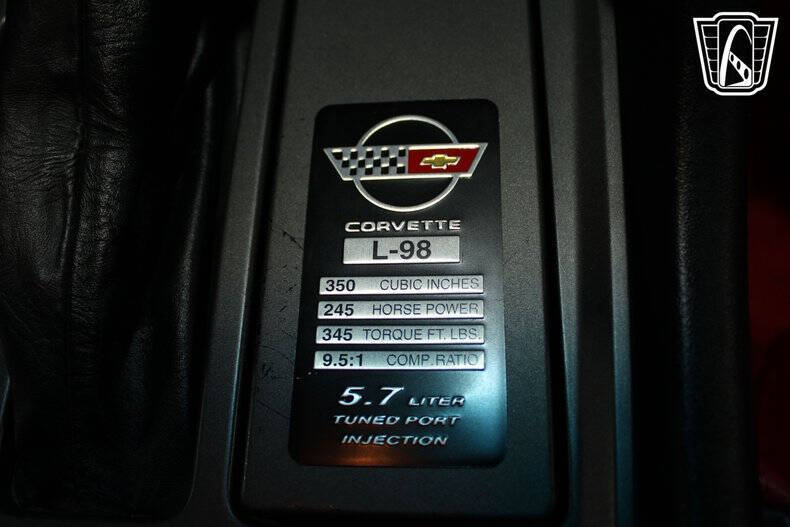 CORVETTE
L-98
350 CUBIC INCHES
245 HORSE POWER
345 TORQUE FT. LBS.
9.5:1 COMP. RATIO
5.7 LITER
TUNED PORT
INJECTION